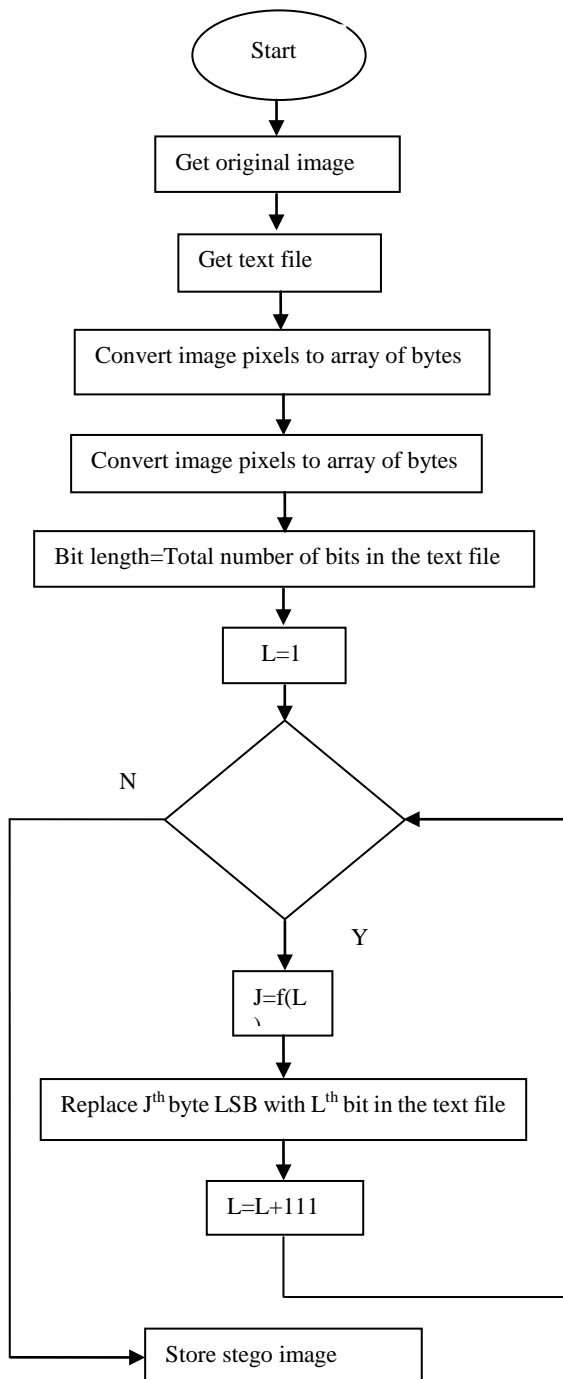 Start
Get original image
Get text file
Convert image pixels to array of bytes
Convert image pixels to array of bytes
Bit length=Total number of bits in the text file
L=1
N
Y
J=f(L
)
Replace Jth byte LSB with Lth bit in the text file
L=L+111
Store stego image